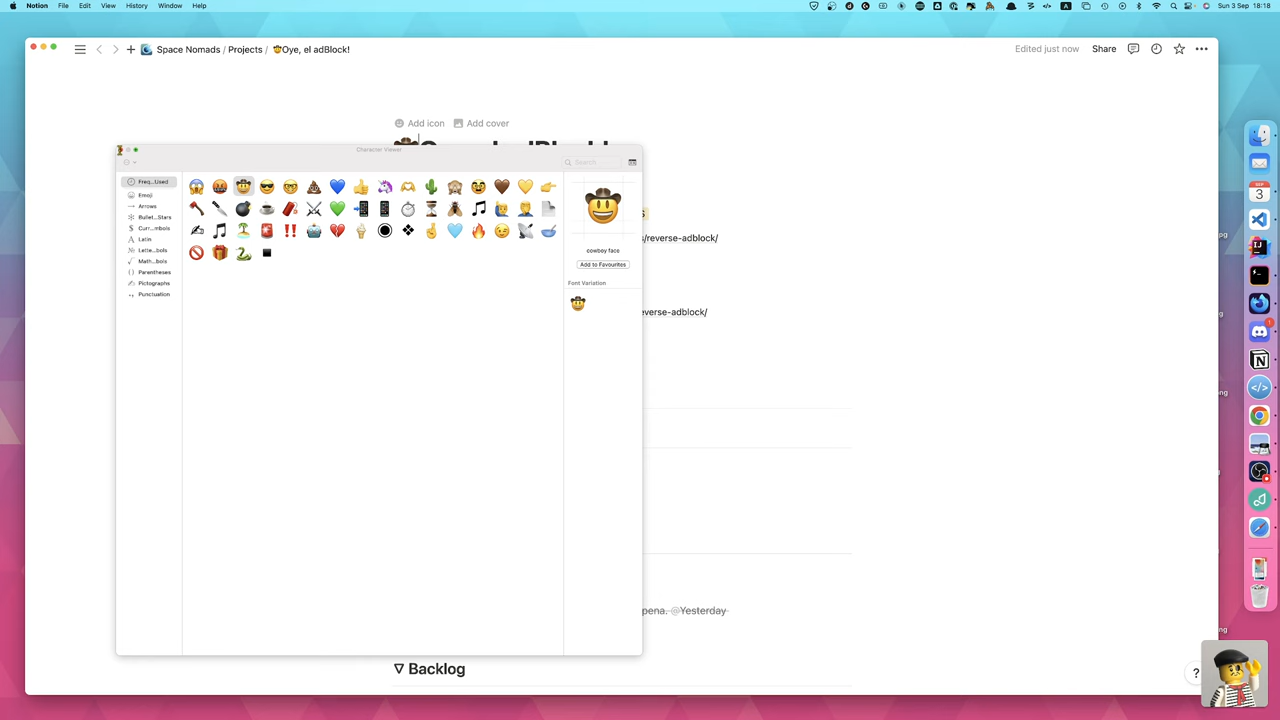 Notion File Edit View History Window Help
Sun 3 Sep 18:18
Space Nomads / Projects / 🤠Oye, el adBlock!
Edited just now Share
Add icon Add cover
Character Viewer
Search
Freq...Used
Emoji
Arrows
Bullet...Stars
Curr...mbols
Latin
Lette...bols
Math...bols
Parentheses
Pictographs
Punctuation
cowboy face
Add to Favourites
Font Variation
/reverse-adblock/
everse-adblock/
pena. @Yesterday
▽ Backlog
SEP
3
?